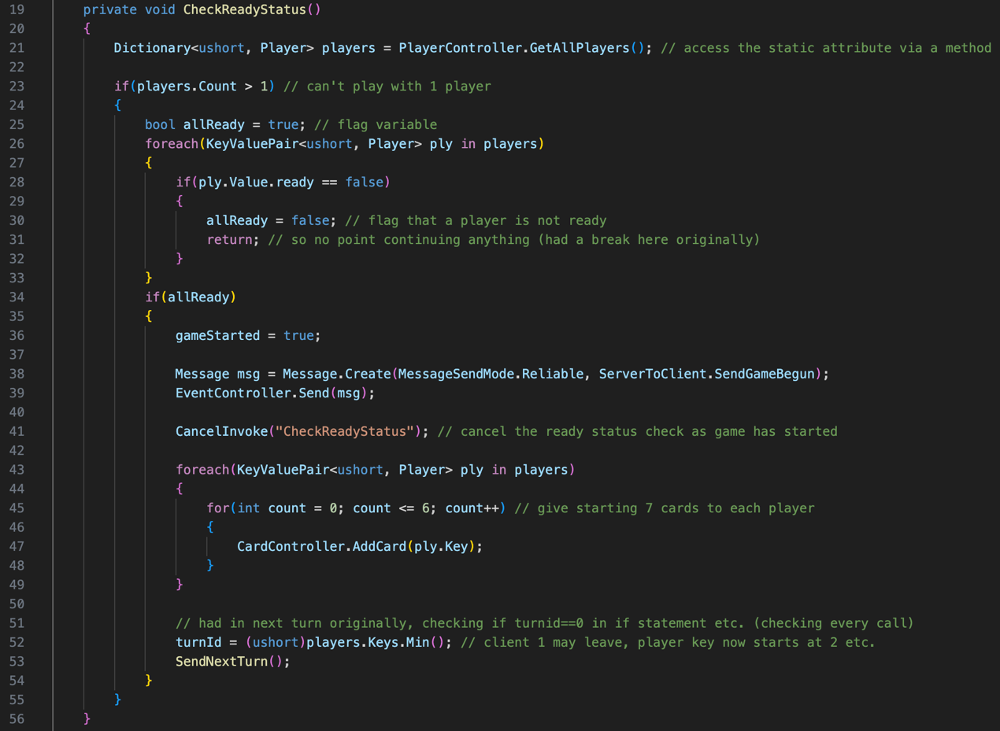 19 private void CheckReadyStatus()
20 {
21 Dictionary<ushort, Player> players = PlayerController.GetAllPlayers(); // access the static attribute via a method
22
23 if(players.Count > 1) // can't play with 1 player
24 {
25 bool allReady = true; // flag variable
26 foreach(KeyValuePair<ushort, Player> ply in players)
27 {
28 if(ply.Value.ready == false)
29 {
30 allReady = false; // flag that a player is not ready
31 return; // so no point continuing anything (had a break here originally)
32 }
33 }
34 if(allReady)
35 {
36 gameStarted = true;
37
38 Message msg = Message.Create(MessageSendMode.Reliable, ServerToClient.SendGameBegun);
39 EventController.Send(msg);
40
41 CancelInvoke("CheckReadyStatus"); // cancel the ready status check as game has started
42
43 foreach(KeyValuePair<ushort, Player> ply in players)
44 {
45 for(int count = 0; count <= 6; count++) // give starting 7 cards to each player
46 {
47 CardController.AddCard(ply.Key);
48 }
49 }
50
51 // had in next turn originally, checking if turnid==0 in if statement etc. (checking every call)
52 turnId = (ushort)players.Keys.Min(); // client 1 may leave, player key now starts at 2 etc.
53 SendNextTurn();
54 }
55 }
56 }